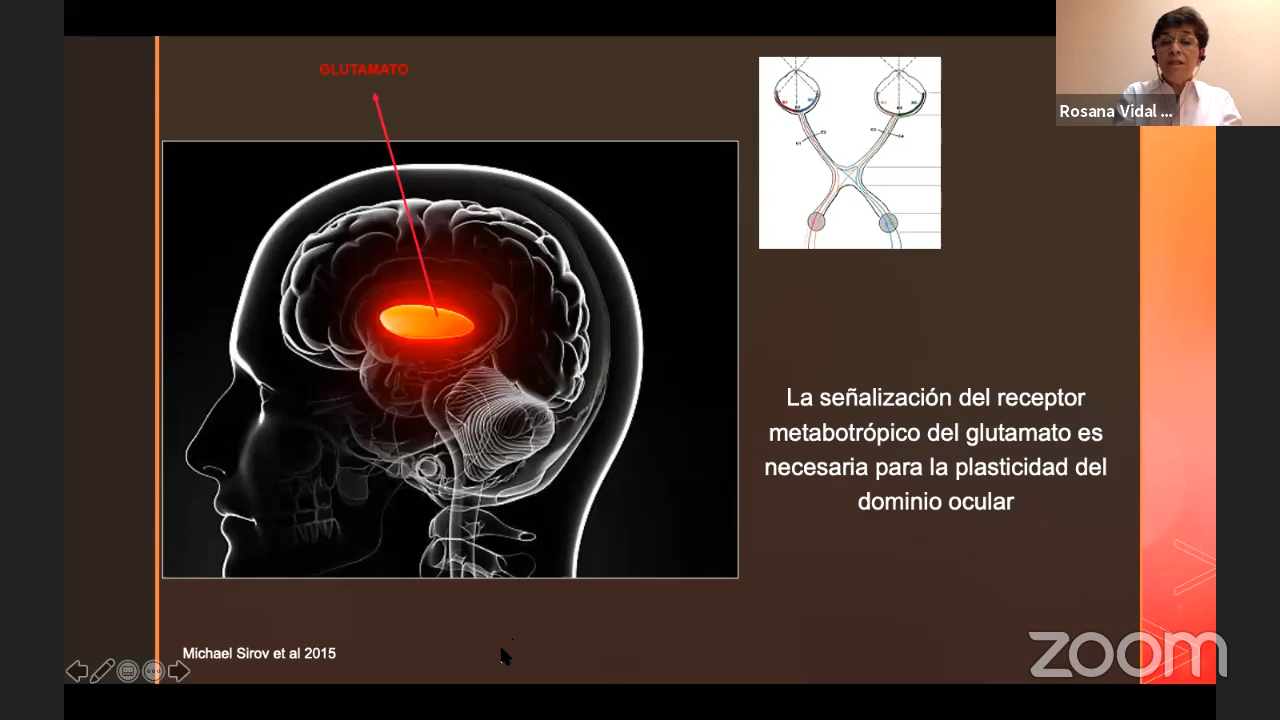 GLUTAMATO
Rosana Vidal ...
La señalización del receptor
metabotrópico del glutamato es
necesaria para la plasticidad del
dominio ocular
Michael Sirov et al 2015
zoom